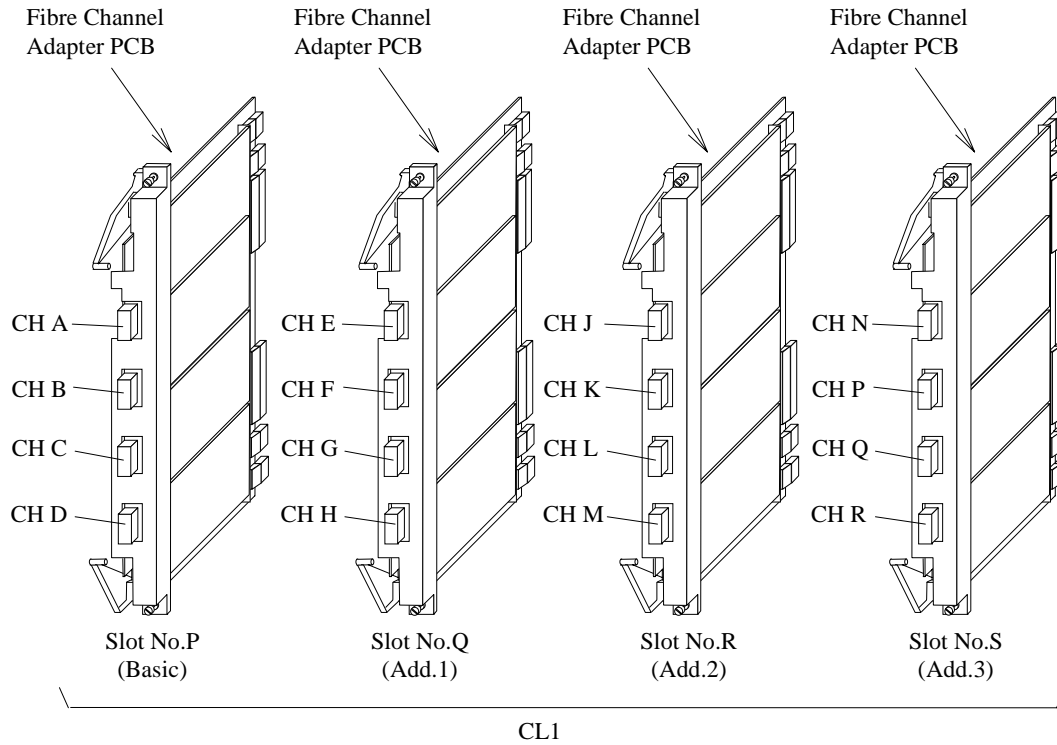 Fibre Channel
Adapter PCB
Fibre Channel
Adapter PCB
Fibre Channel
Adapter PCB
Fibre Channel
Adapter PCB
CH A
CH B
CH C
CH D
CH E
CH F
CH G
CH H
CH J
CH K
CH L
CH M
CH N
CH P
CH Q
CH R
Slot No.P
(Basic)
Slot No.Q
(Add.1)
Slot No.R
(Add.2)
Slot No.S
(Add.3)
CL1